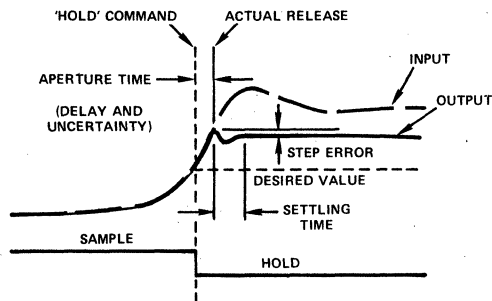 'HOLD' COMMAND
ACTUAL RELEASE
APERTURE TIME
(DELAY AND
UNCERTAINTY)
INPUT
OUTPUT
STEP ERROR
DESIRED VALUE
SETTLING
TIME
SAMPLE
HOLD